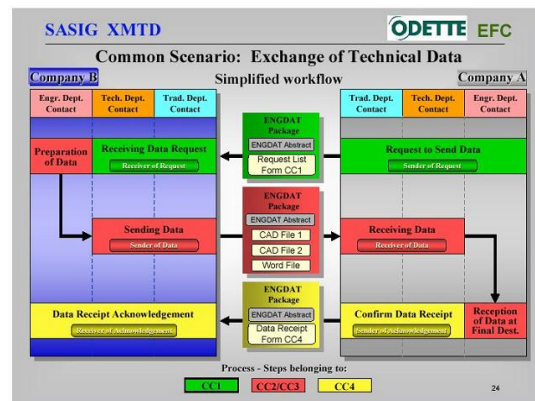 SASIG XMTD
ODETTE EFC
Common Scenario: Exchange of Technical Data
Company B
Simplified workflow
Company A
Engr. Dept.
Contact
Tech. Dept.
Contact
Trad. Dept.
Contact
Trad. Dept.
Contact
Tech. Dept.
Contact
Engr. Dept.
Contact
Preparation
of Data
Receiving Data Request
Receiver of Request
ENGDAT
Package
ENGDAT Abstract
Request List
Form CC1
Request to Send Data
Sender of Request
Sending Data
Sender of Data
ENGDAT
Package
ENGDAT Abstract
CAD File 1
CAD File 2
Word File
Receiving Data
Receiver of Data
Data Receipt Acknowledgement
Receiver of Acknowledgement
ENGDAT
Package
ENGDAT Abstract
Data Receipt
Form CC4
Confirm Data Receipt
Sender of Acknowledgement
Reception
of Data at
Final Dest.
Process - Steps belonging to:
CC1
CC2/CC3
CC4
24